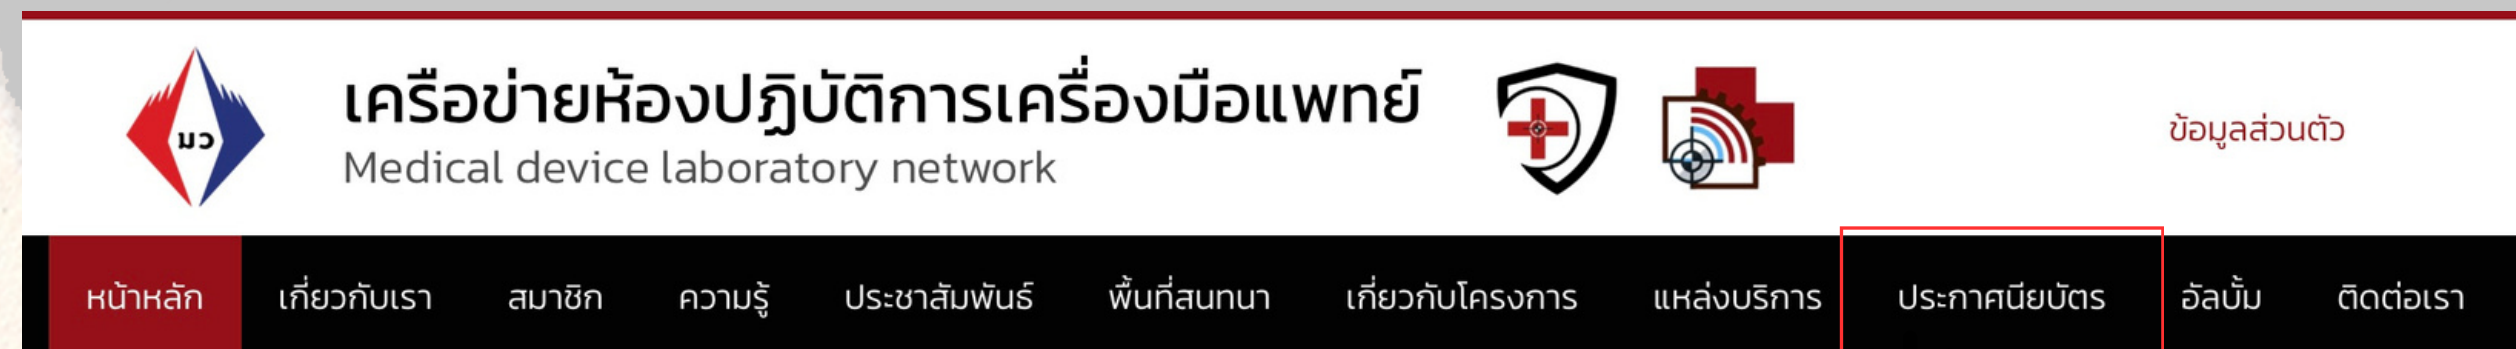 มว
เครือข่ายห้องปฏิบัติการเครื่องมือแพทย์
Medical device laboratory network
ข้อมูลส่วนตัว
หน้าหลัก เกี่ยวกับเรา สมาชิก ความรู้ ประชาสัมพันธ์ พื้นที่สนทนา เกี่ยวกับโครงการ แหล่งบริการ ประกาศนียบัตร อัลบั้ม ติดต่อเรา